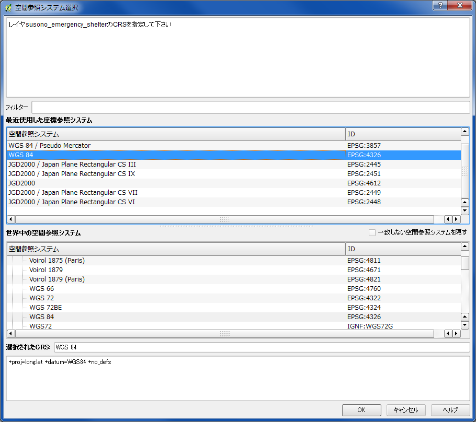 空間参照システム選択
レイヤsusono_emergency_shelterのCRSを指定して下さい
フィルター
最近使用した座標参照システム
空間参照システム ID
WGS 84 / Pseudo Mercator EPSG:3857
WGS 84 EPSG:4326
JGD2000 / Japan Plane Rectangular CS III EPSG:2445
JGD2000 / Japan Plane Rectangular CS IX EPSG:2451
JGD2000 EPSG:4612
JGD2000 / Japan Plane Rectangular CS VII EPSG:2449
JGD2000 / Japan Plane Rectangular CS VI EPSG:2448
世界中の空間参照システム
一致しない空間参照システムを隠す
空間参照システム ID
Voirol 1875 (Paris) EPSG:4811
Voirol 1879 EPSG:4671
Voirol 1879 (Paris) EPSG:4821
WGS 66 EPSG:4760
WGS 72 EPSG:4322
WGS 72BE EPSG:4324
WGS 84 EPSG:4326
WGS72 IGNF:WGS72G
選択されたCRS: WGS 84
+proj=longlat +datum=WGS84 +no_defs
OK キャンセル ヘルプ